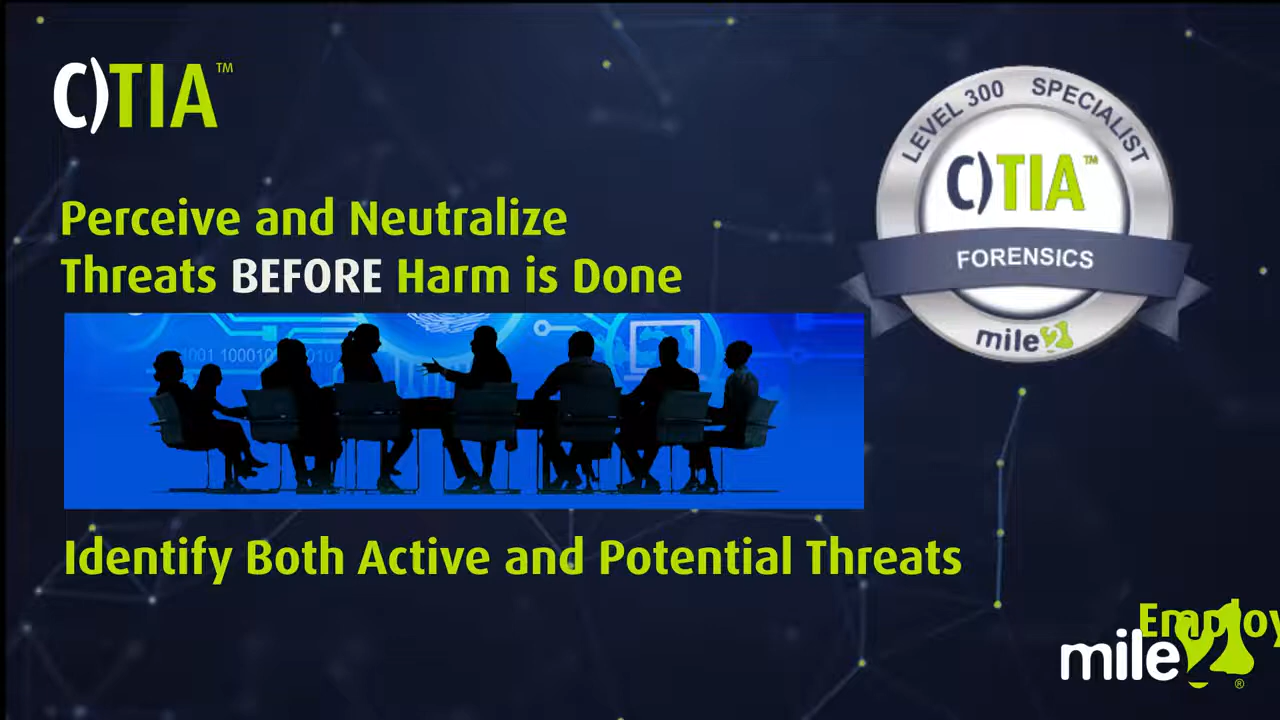 C)TIA™
LEVEL 300 SPECIALIST
C)TIA™
FORENSICS
mile2
Perceive and Neutralize
Threats BEFORE Harm is Done
Identify Both Active and Potential Threats
mile2®